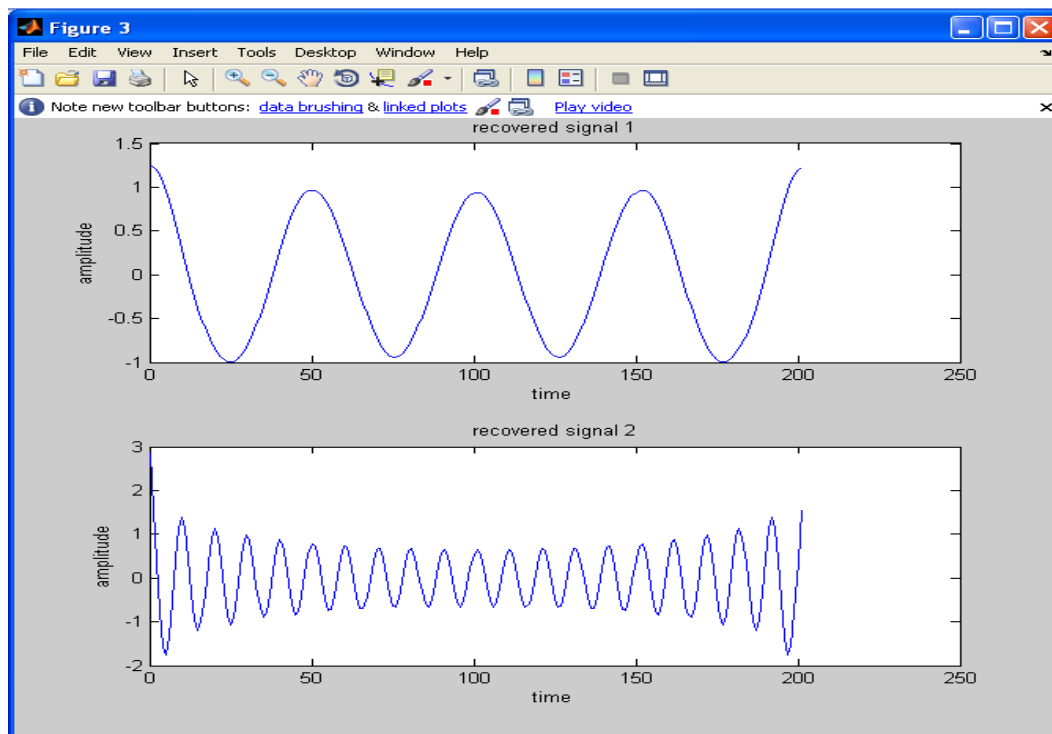 Figure 3
File Edit View Insert Tools Desktop Window Help
Note new toolbar buttons: data brushing & linked plots Play video
recovered signal 1
1.5
1
0.5
0
-0.5
-1
amplitude
0 50 100 150 200 250
time
recovered signal 2
3
2
1
0
-1
-2
amplitude
0 50 100 150 200 250
time